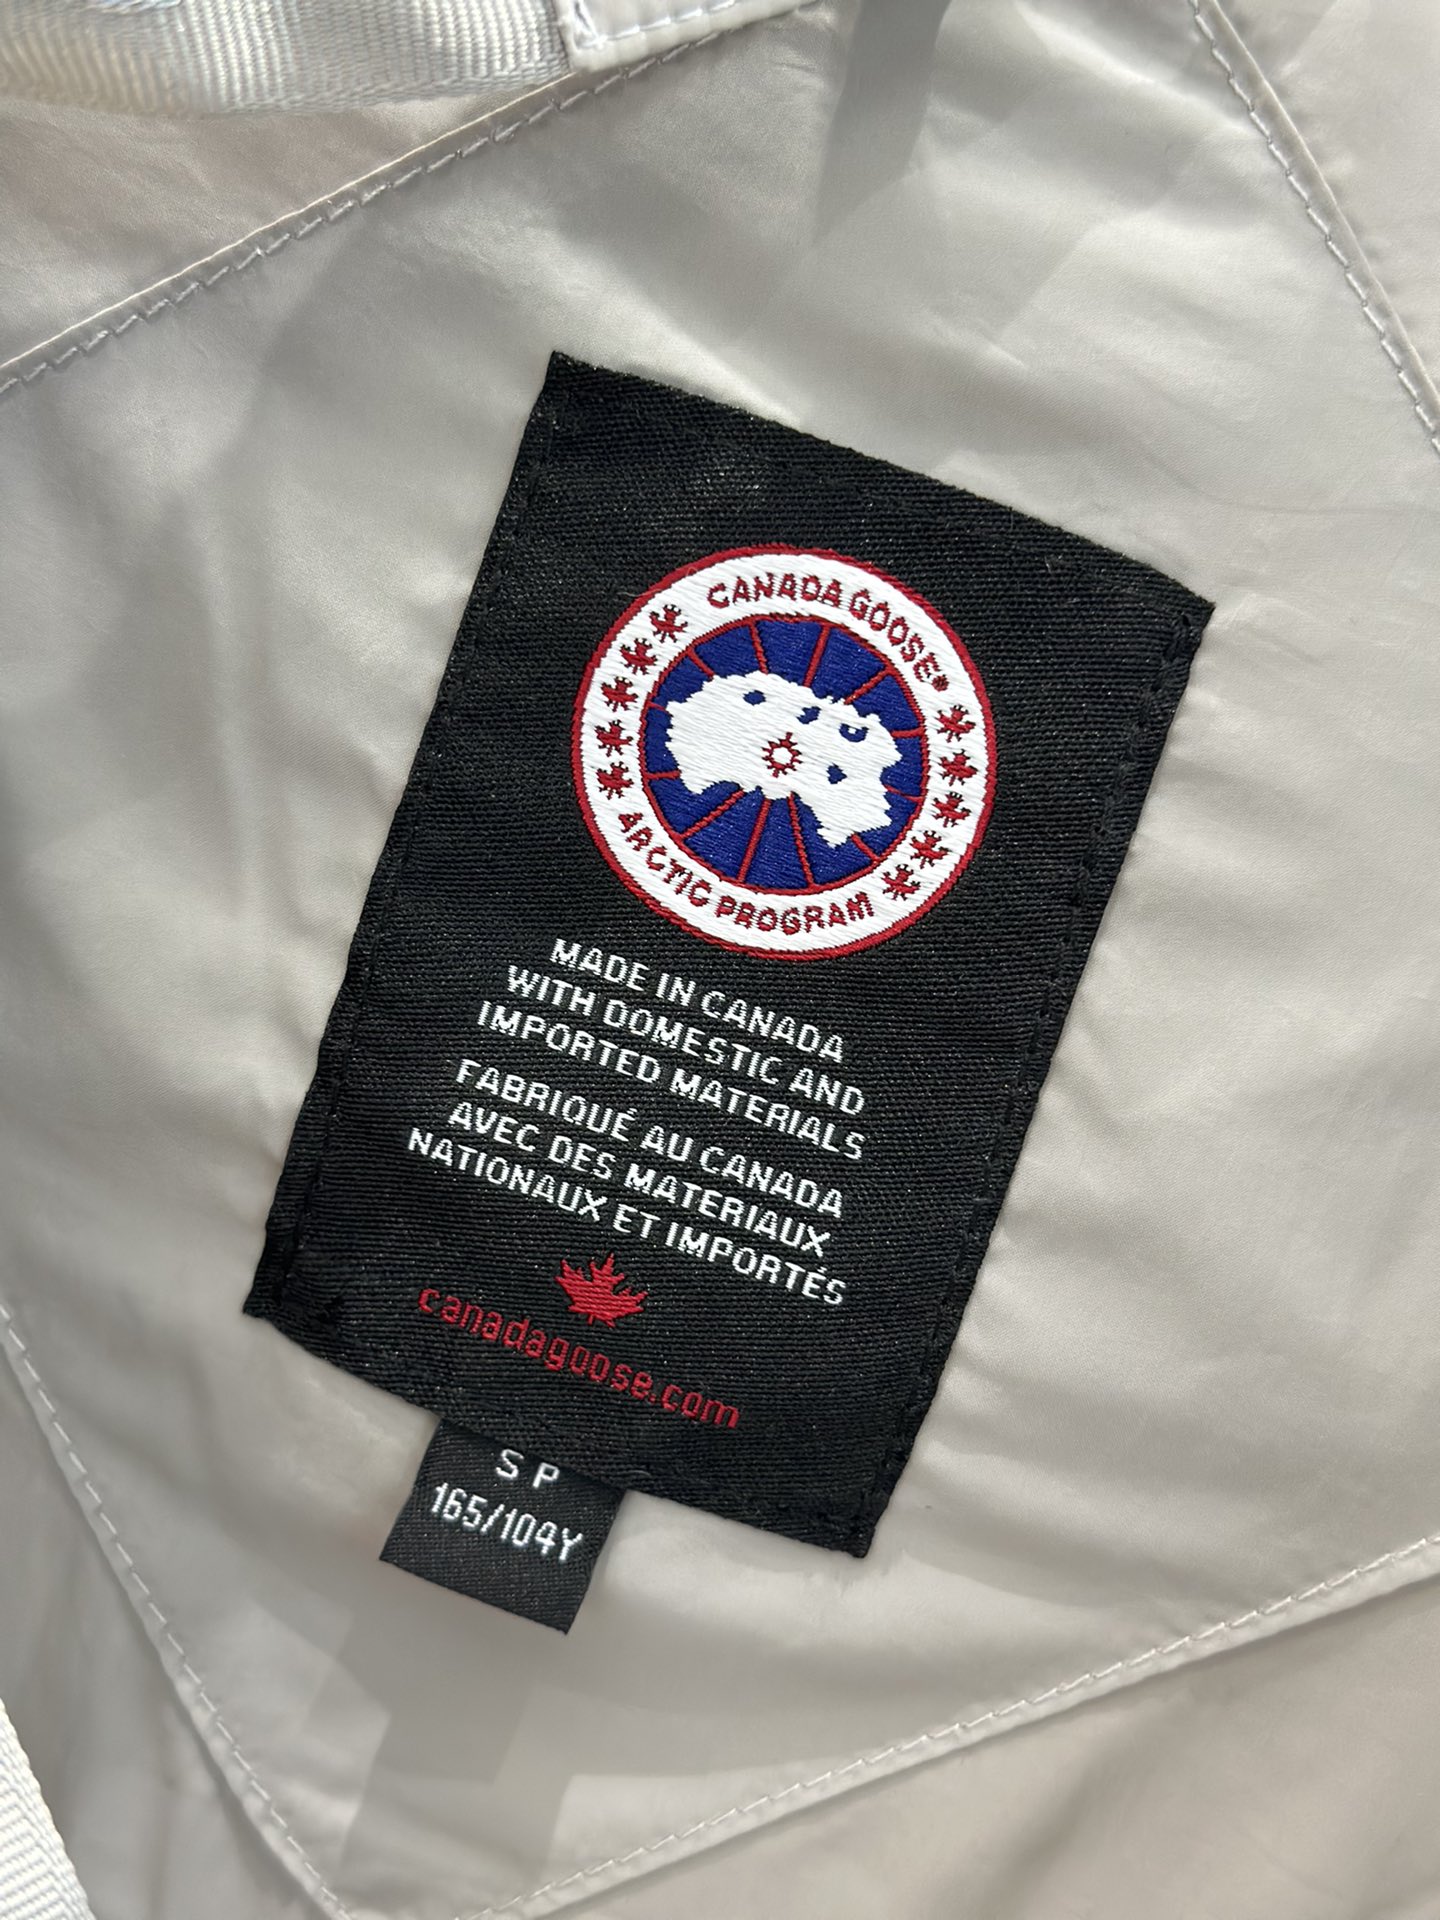 CANADA GOOSE®
ARCTIC PROGRAM
MADE IN CANADA
WITH DOMESTIC AND
IMPORTED MATERIALS
FABRIQUÉ AU CANADA
AVEC DES MATERIAUX
NATIONAUX ET IMPORTÉS
canadagoose.com
S P
165/104Y